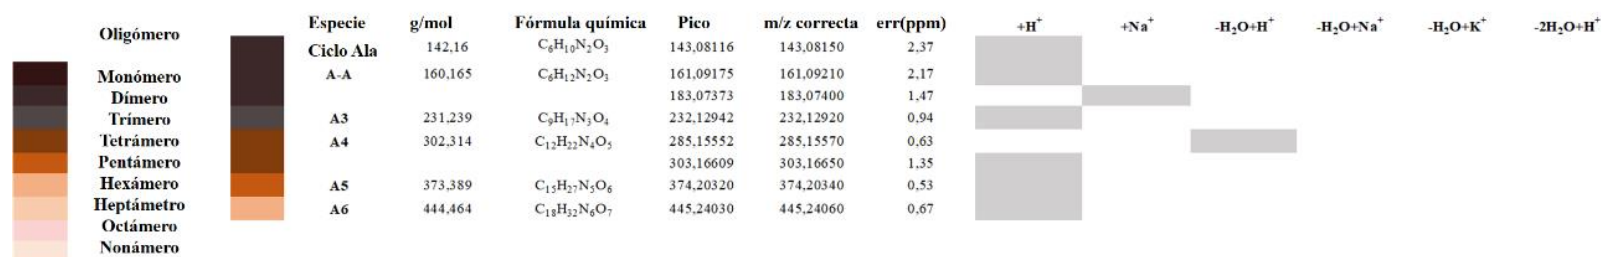 Oligómero
Monómero
Dímero
Trímero
Tetrámero
Pentámero
Hexámero
Heptámetro
Octámero
Nonámero
Especie g/mol Fórmula química Pico m/z correcta err(ppm) +H⁺ +Na⁺ -H₂O+H⁺ -H₂O+Na⁺ -H₂O+K⁺ -2H₂O+H⁺
Ciclo Ala 142,16 C₆H₁₀N₂O₃ 143,08116 143,08150 2,37
A-A 160,165 C₆H₁₂N₂O₃ 161,09175 161,09210 2,17
183,07373 183,07400 1,47
A3 231,239 C₉H₁₇N₃O₄ 232,12942 232,12920 0,94
A4 302,314 C₁₂H₂₂N₄O₅ 285,15552 285,15570 0,63
303,16609 303,16650 1,35
A5 373,389 C₁₅H₂₇N₅O₆ 374,20320 374,20340 0,53
A6 444,464 C₁₈H₃₂N₆O₇ 445,24030 445,24060 0,67